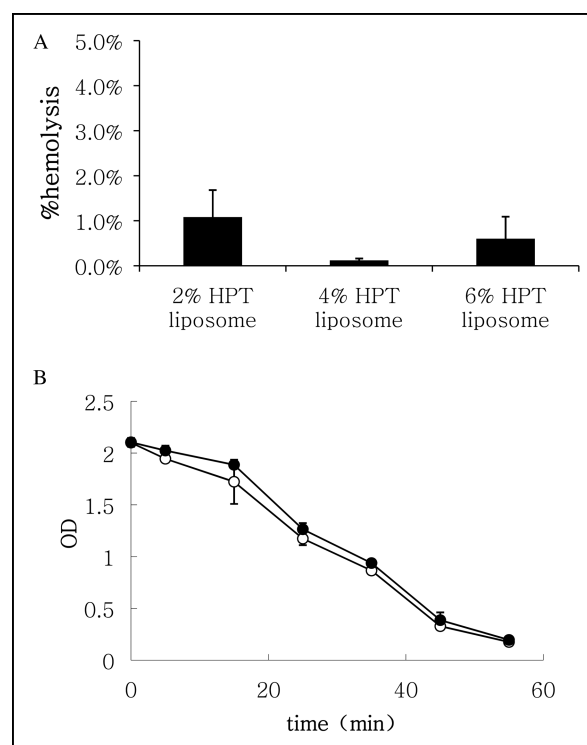 A
5.0%
4.0%
3.0%
2.0%
1.0%
0.0%
%hemolysis
2% HPT liposome
4% HPT liposome
6% HPT liposome
B
2.5
2
1.5
1
0.5
0
OD
0
20
40
60
time (min)